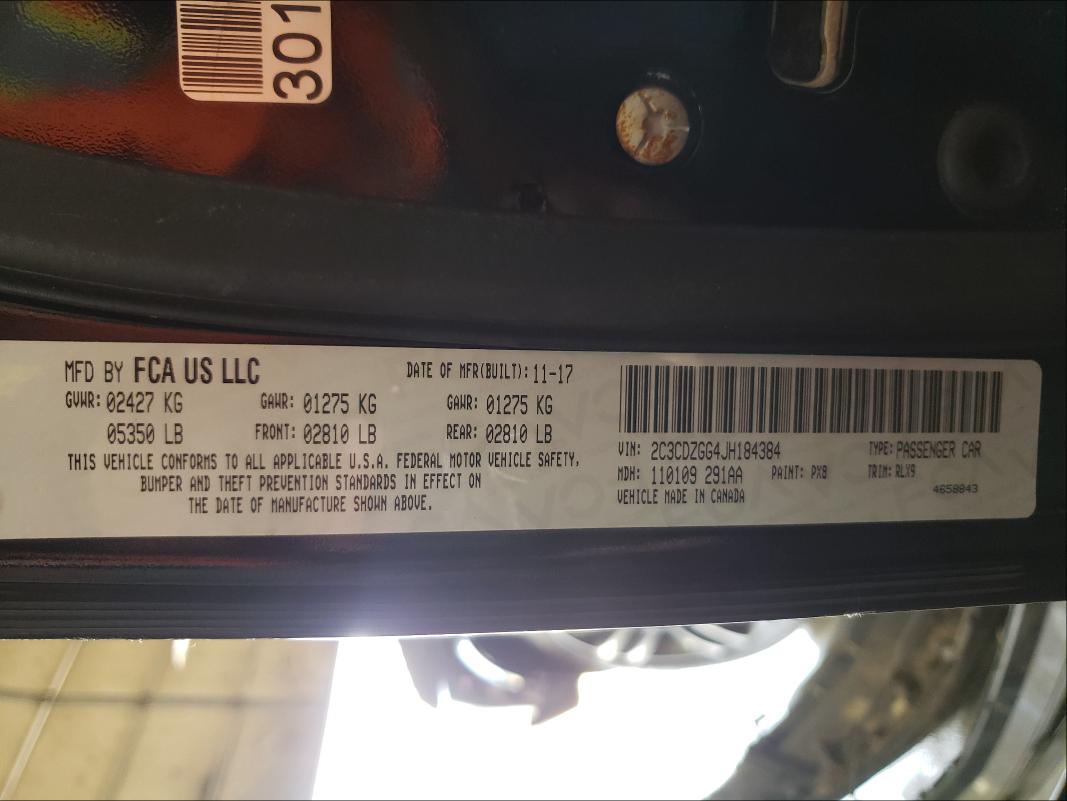 301
MFD BY FCA US LLC
DATE OF MFR(BUILT): 11-17
GVWR: 02427 KG GAWR: 01275 KG GAWR: 01275 KG
05350 LB FRONT: 02810 LB REAR: 02810 LB
THIS VEHICLE CONFORMS TO ALL APPLICABLE U.S.A. FEDERAL MOTOR VEHICLE SAFETY,
BUMPER AND THEFT PREVENTION STANDARDS IN EFFECT ON
THE DATE OF MANUFACTURE SHOWN ABOVE.
VIN: 2C3CDZGG4JH184384 TYPE: PASSENGER CAR
MDH: 110109 291AA PAINT: PX8 TRIM: RLX9
VEHICLE MADE IN CANADA
4658843